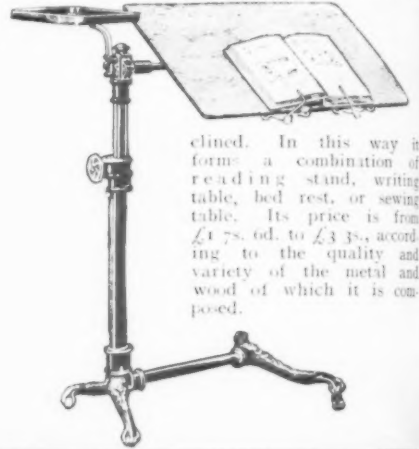 clined. In this way it
forms a combination of
reading stand, writing
table, bed rest, or sewing
table. Its price is from
£1 7s. 6d. to £3 3s., accord-
ing to the quality and
variety of the metal and
wood of which it is com-
posed.